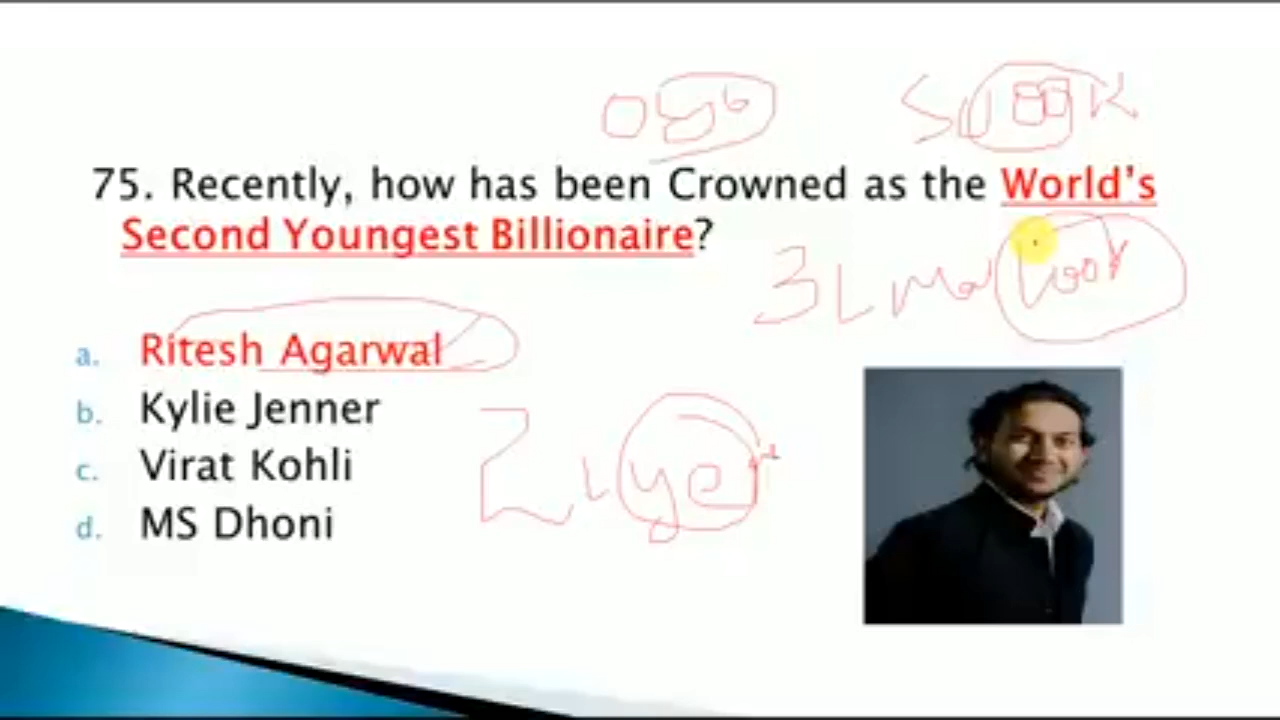 Oyo
75. Recently, how has been Crowned as the World's
Second Youngest Billionaire?
a. Ritesh Agarwal
b. Kylie Jenner
c. Virat Kohli
d. MS Dhoni